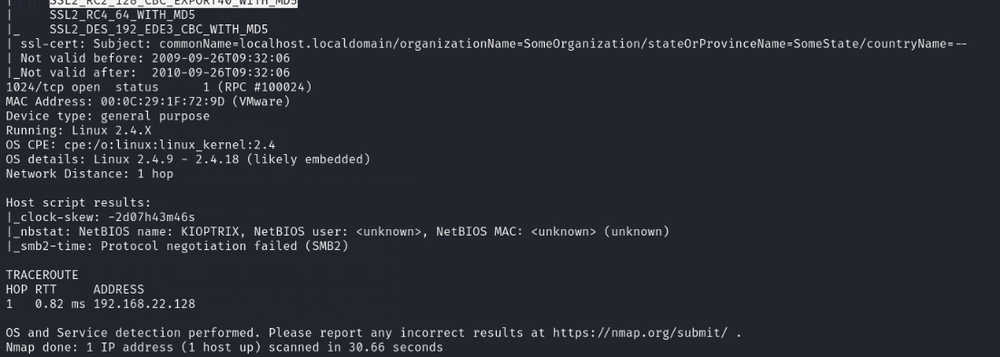 |     SSL2_RC2_128_CBC_EXPORT40_WITH_MD5
|     SSL2_RC4_64_WITH_MD5
|_    SSL2_DES_192_EDE3_CBC_WITH_MD5
| ssl-cert: Subject: commonName=localhost.localdomain/organizationName=SomeOrganization/stateOrProvinceName=SomeState/countryName=--
| Not valid before: 2009-09-26T09:32:06
|_Not valid after:  2010-09-26T09:32:06
1024/tcp open  status      1 (RPC #100024)
MAC Address: 00:0C:29:1F:72:9D (VMware)
Device type: general purpose
Running: Linux 2.4.X
OS CPE: cpe:/o:linux:linux_kernel:2.4
OS details: Linux 2.4.9 - 2.4.18 (likely embedded)
Network Distance: 1 hop

Host script results:
|_clock-skew: -2d07h43m46s
|_nbstat: NetBIOS name: KIOPTRIX, NetBIOS user: <unknown>, NetBIOS MAC: <unknown> (unknown)
|_smb2-time: Protocol negotiation failed (SMB2)

TRACEROUTE
HOP RTT     ADDRESS
1   0.82 ms 192.168.22.128

OS and Service detection performed. Please report any incorrect results at https://nmap.org/submit/ .
Nmap done: 1 IP address (1 host up) scanned in 30.66 seconds